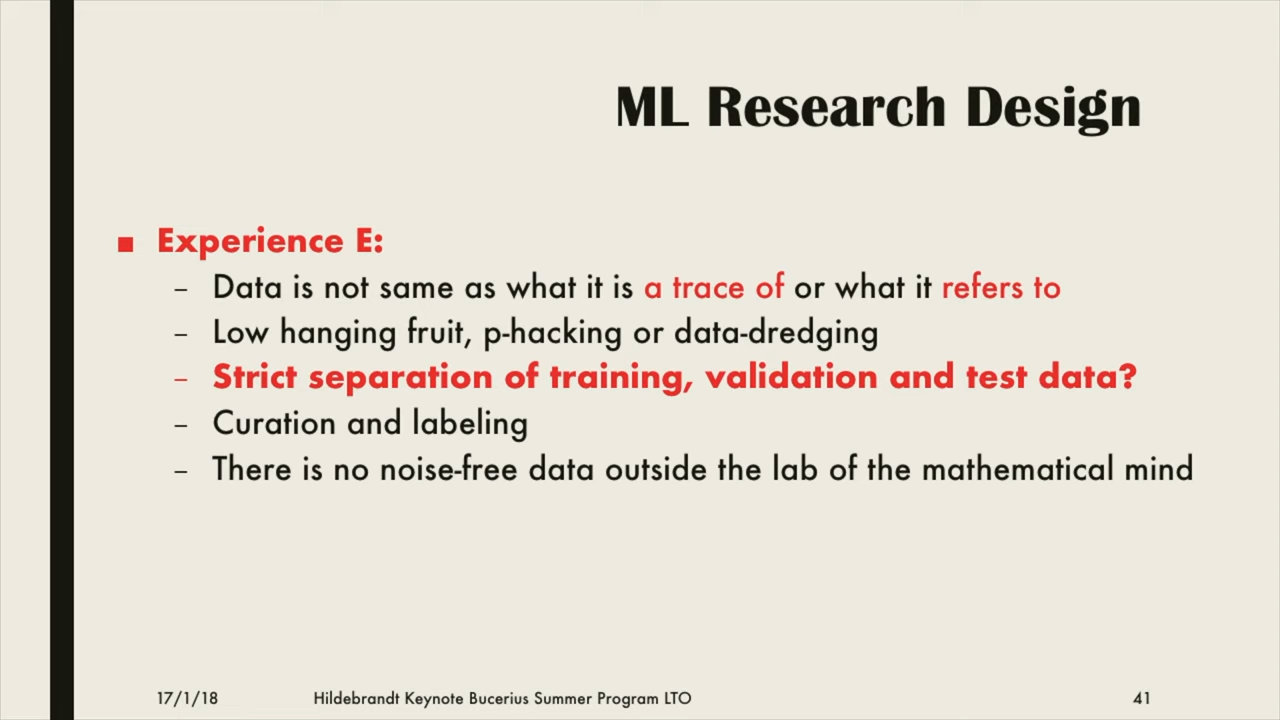 ML Research Design
■ Experience E:
– Data is not same as what it is a trace of or what it refers to
– Low hanging fruit, p-hacking or data-dredging
– Strict separation of training, validation and test data?
– Curation and labeling
– There is no noise-free data outside the lab of the mathematical mind
17/1/18 Hildebrandt Keynote Bucerius Summer Program LTO 41